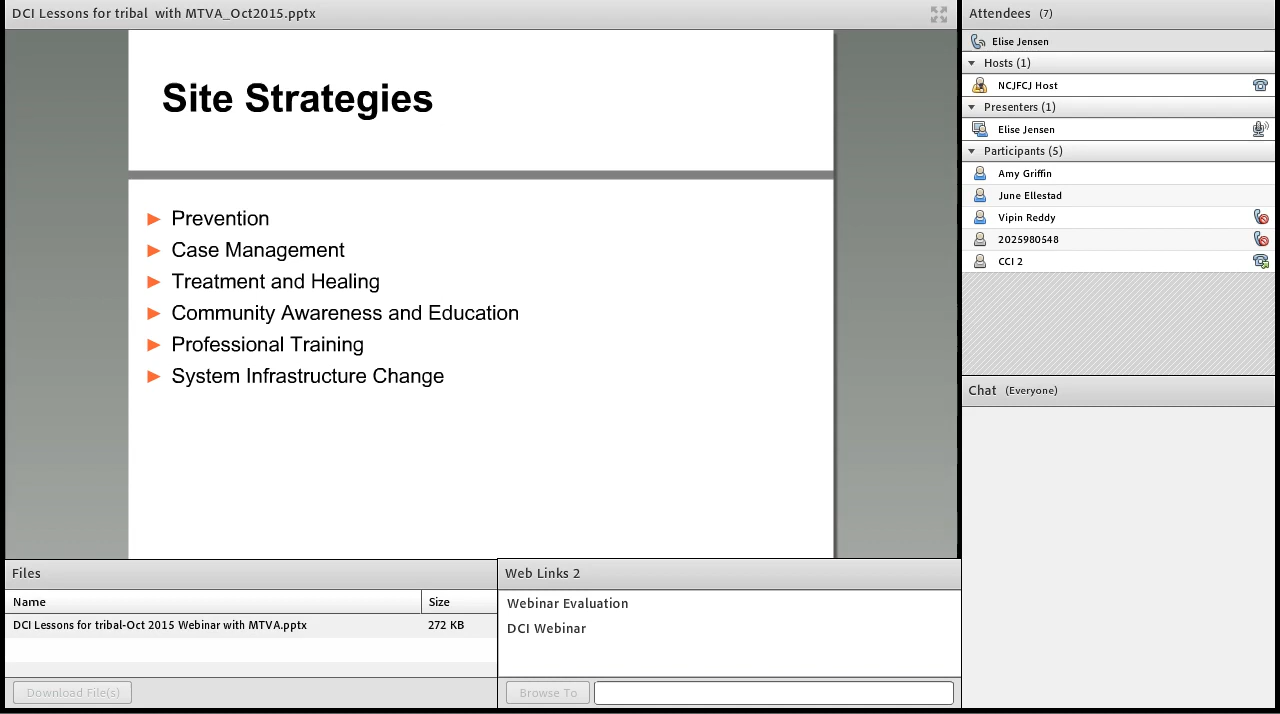 DCI Lessons for tribal  with MTVA_Oct2015.pptx
Site Strategies
Prevention
Case Management
Treatment and Healing
Community Awareness and Education
Professional Training
System Infrastructure Change
Files
Name Size
DCI Lessons for tribal-Oct 2015 Webinar with MTVA.pptx 272 KB
Download File(s)
Web Links 2
Webinar Evaluation
DCI Webinar
Browse To
Attendees (7)
Elise Jensen
Hosts (1)
NCJFCJ Host
Presenters (1)
Elise Jensen
Participants (5)
Amy Griffin
June Ellestad
Vipin Reddy
2025980548
CCI 2
Chat (Everyone)